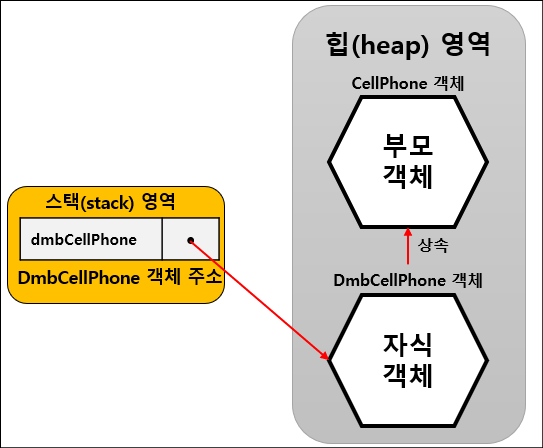 힙(heap) 영역
CellPhone 객체
부모
객체
스택(stack) 영역
dmbCellPhone
DmbCellPhone 객체 주소
상속
DmbCellPhone 객체
자식
객체